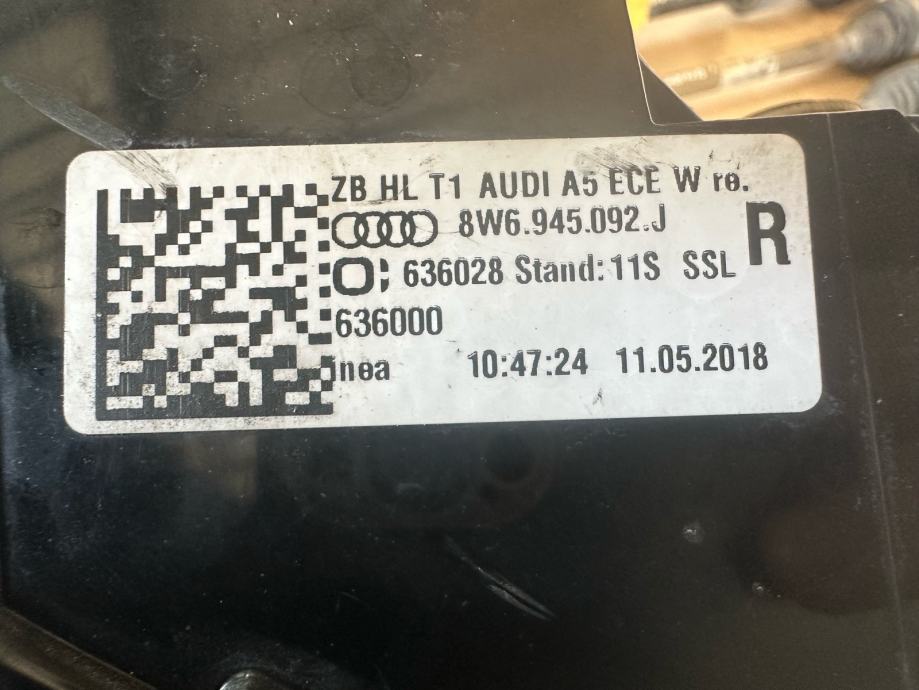 ZB HL T1 AUDI A5 ECE W re.
8W6.945.092.J
R
636028 Stand:11S SSL
636000
10:47:24 11.05.2018